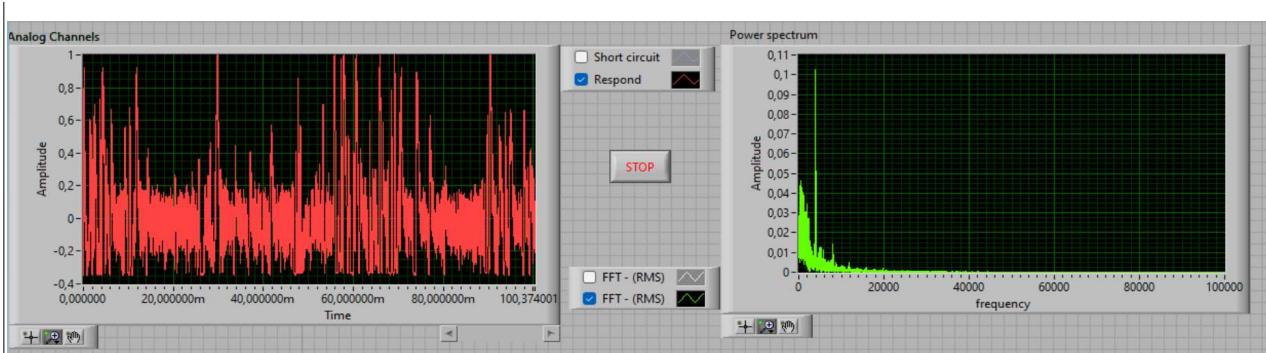 Analog Channels
1
0,8
0,6
0,4
0,2
0
-0,2
-0,4
Amplitude
0,000000 20,000000m 40,000000m 60,000000m 80,000000m 100,374001
Time
Short circuit
Respond
STOP
FFT - (RMS)
FFT - (RMS)
Power spectrum
0,11
0,1
0,09
0,08
0,07
0,06
0,05
0,04
0,03
0,02
0,01
0
Amplitude
0 20000 40000 60000 80000 100000
frequency